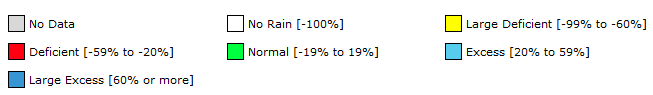 No Data No Rain [-100%] Large Deficient [-99% to -60%]
Deficient [-59% to -20%] Normal [-19% to 19%] Excess [20% to 59%]
Large Excess [60% or more]